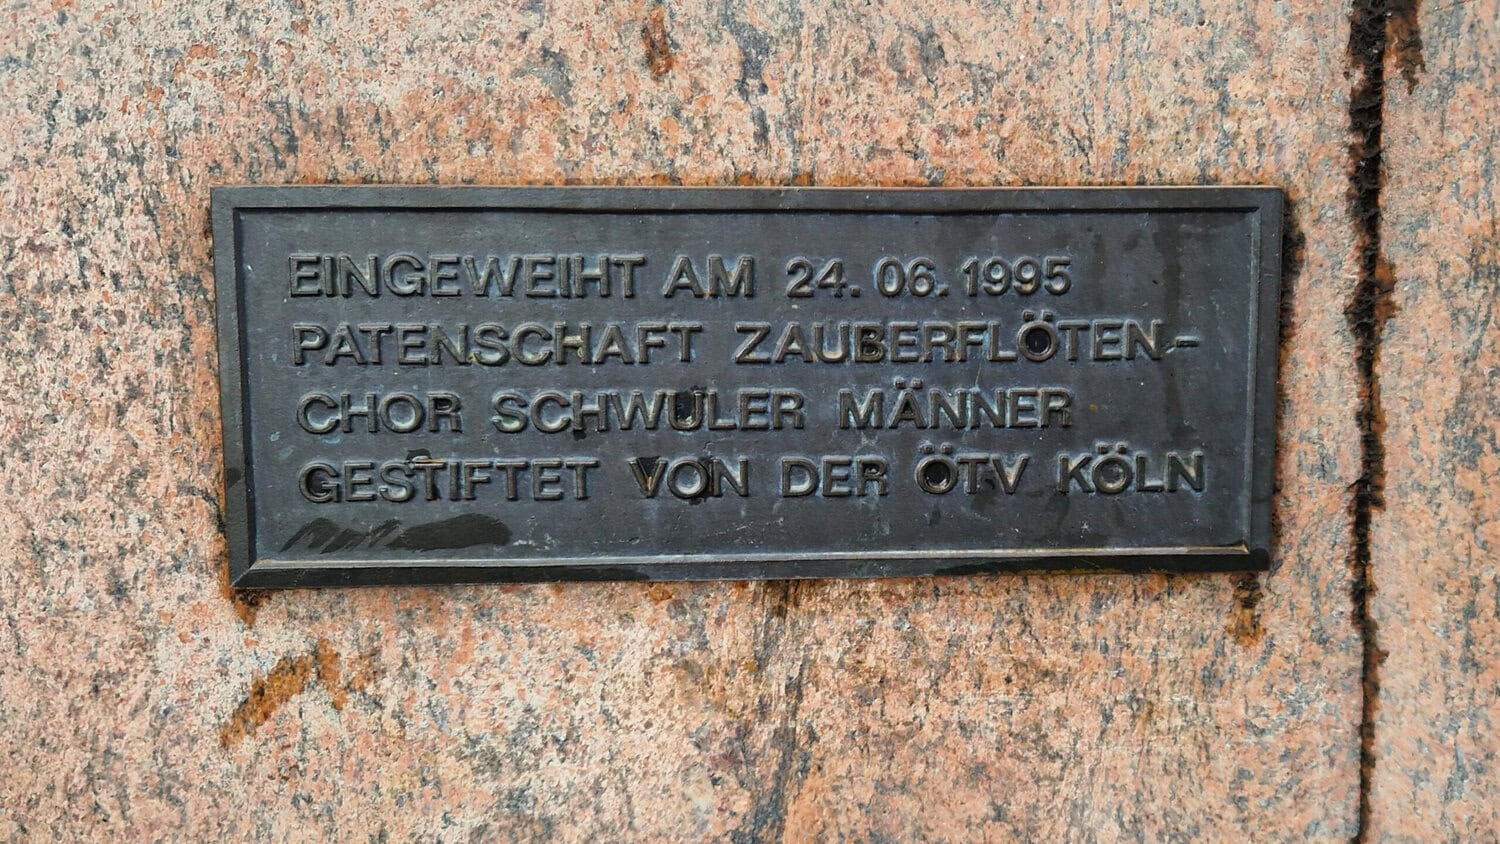 EINGEWEIHT AM 24. 06. 1995
PATENSCHAFT ZAUBERFLÖTEN-
CHOR SCHWULER MÄNNER
GESTIFTET VON DER ÖTV KÖLN